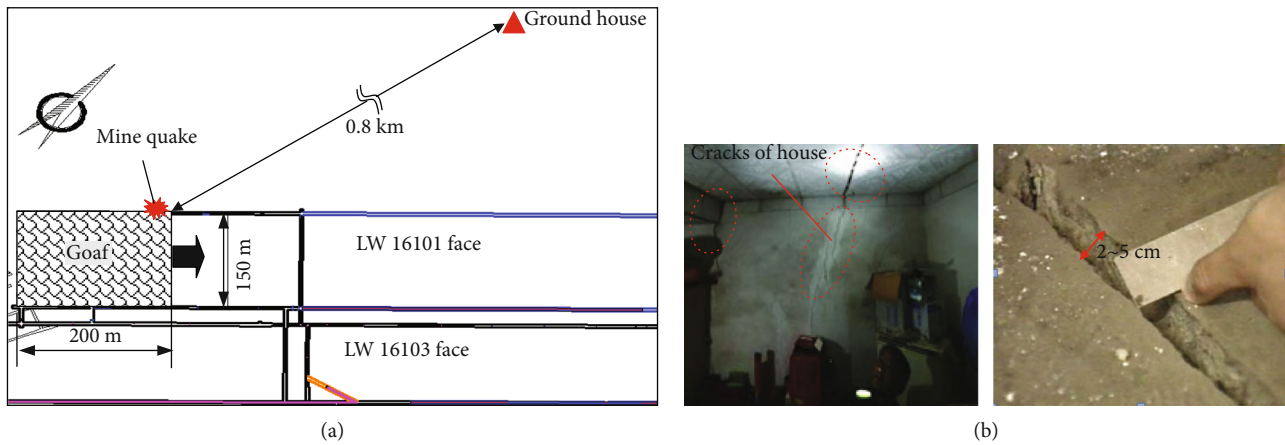 Ground house
0.8 km
Mine quake
Goaf
150 m
LW 16101 face
200 m
LW 16103 face
(a)
Cracks of house
2~5 cm
(b)